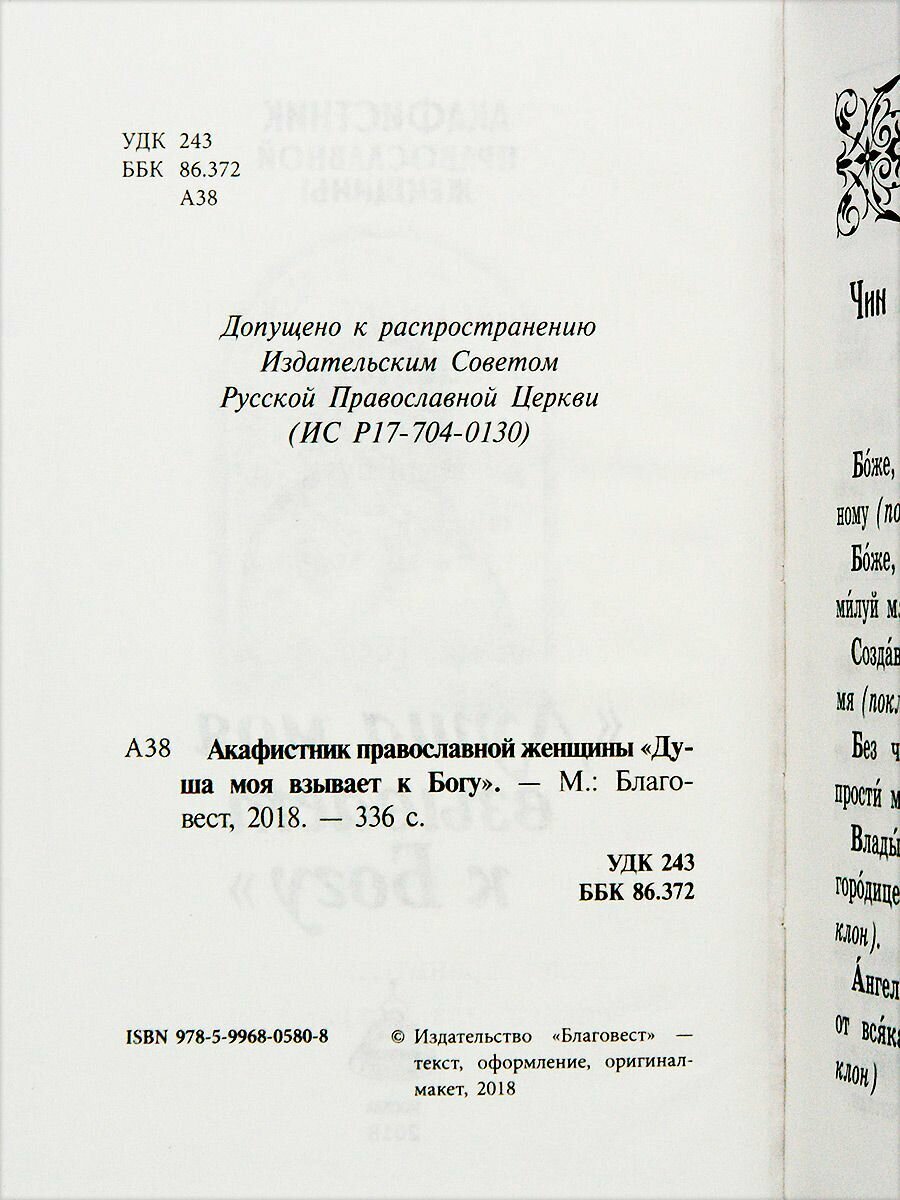 УДК 243
ББК 86.372
А38
Допущено к распространению
Издательским Советом
Русской Православной Церкви
(ИС Р17-704-0130)
А38 Акафистник православной женщины «Ду-
ша моя взывает к Богу». — М.: Благо-
вест, 2018. — 336 с.
УДК 243
ББК 86.372
ISBN 978-5-9968-0580-8
© Издательство «Благовест» —
текст, оформление, оригинал-
макет, 2018
Чин
Бо́же,
ному (по
Бо́же,
ми́луй м
Созда́в
мя (покл
Без ч
прости́ м
Влады́
горо́дице
клон).
А́нгел
от вся́ка
клон)